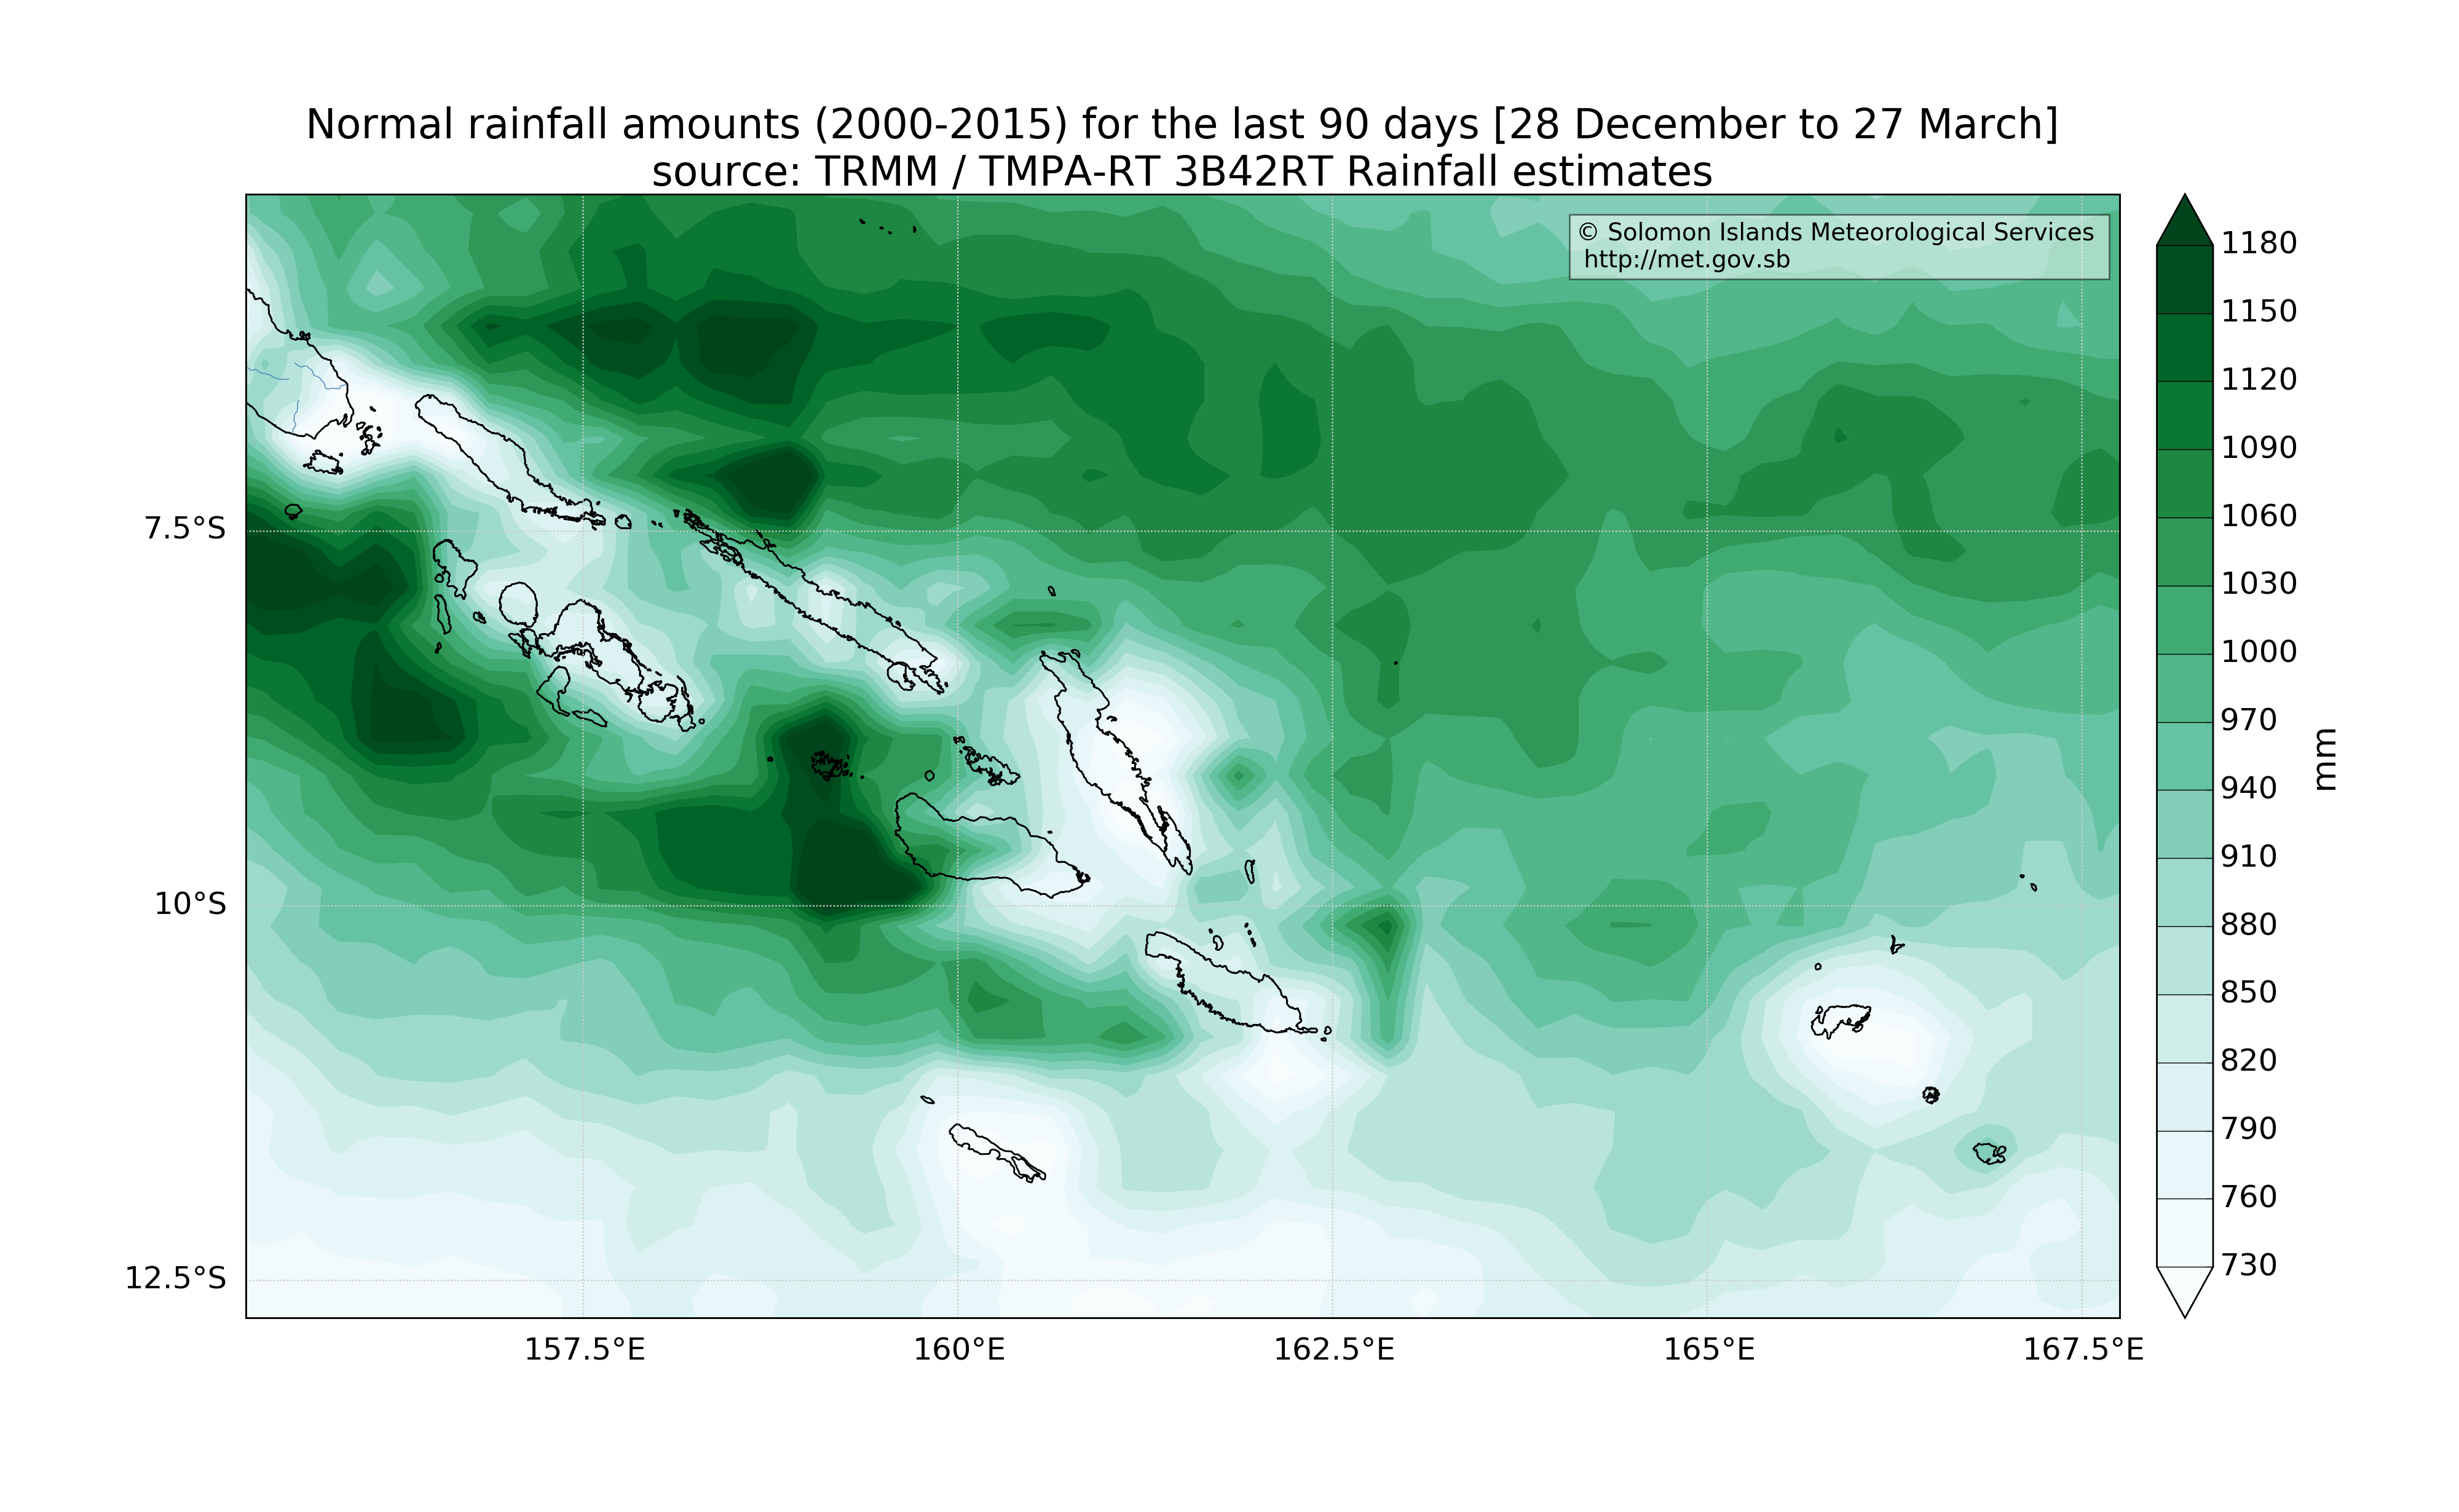 Normal rainfall amounts (2000-2015) for the last 90 days [28 December to 27 March]
source: TRMM / TMPA-RT 3B42RT Rainfall estimates
© Solomon Islands Meteorological Services
http://met.gov.sb
7.5°S
10°S
12.5°S
157.5°E
160°E
162.5°E
165°E
167.5°E
1180
1150
1120
1090
1060
1030
1000
970
940
910
880
850
820
790
760
730
mm